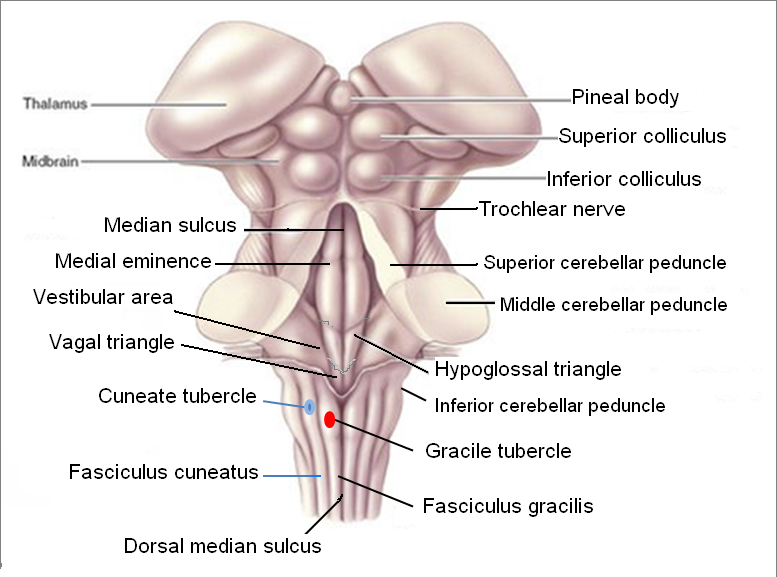 Thalamus
Pineal body
Superior colliculus
Midbrain
Inferior colliculus
Trochlear nerve
Median sulcus
Medial eminence
Superior cerebellar peduncle
Vestibular area
Middle cerebellar peduncle
Vagal triangle
Hypoglossal triangle
Cuneate tubercle
Inferior cerebellar peduncle
Gracile tubercle
Fasciculus cuneatus
Fasciculus gracilis
Dorsal median sulcus